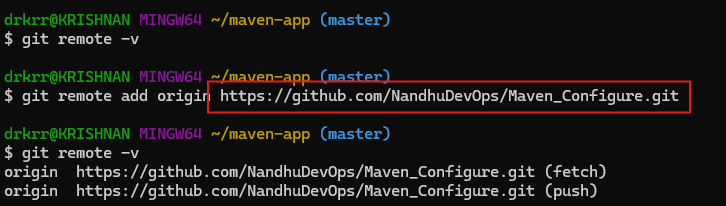 drkrr@KRISHNAN MINGW64 ~/maven-app (master)
$ git remote -v
drkrr@KRISHNAN MINGW64 ~/maven-app (master)
$ git remote add origin https://github.com/NandhuDevOps/Maven_Configure.git
drkrr@KRISHNAN MINGW64 ~/maven-app (master)
$ git remote -v
origin  https://github.com/NandhuDevOps/Maven_Configure.git (fetch)
origin  https://github.com/NandhuDevOps/Maven_Configure.git (push)